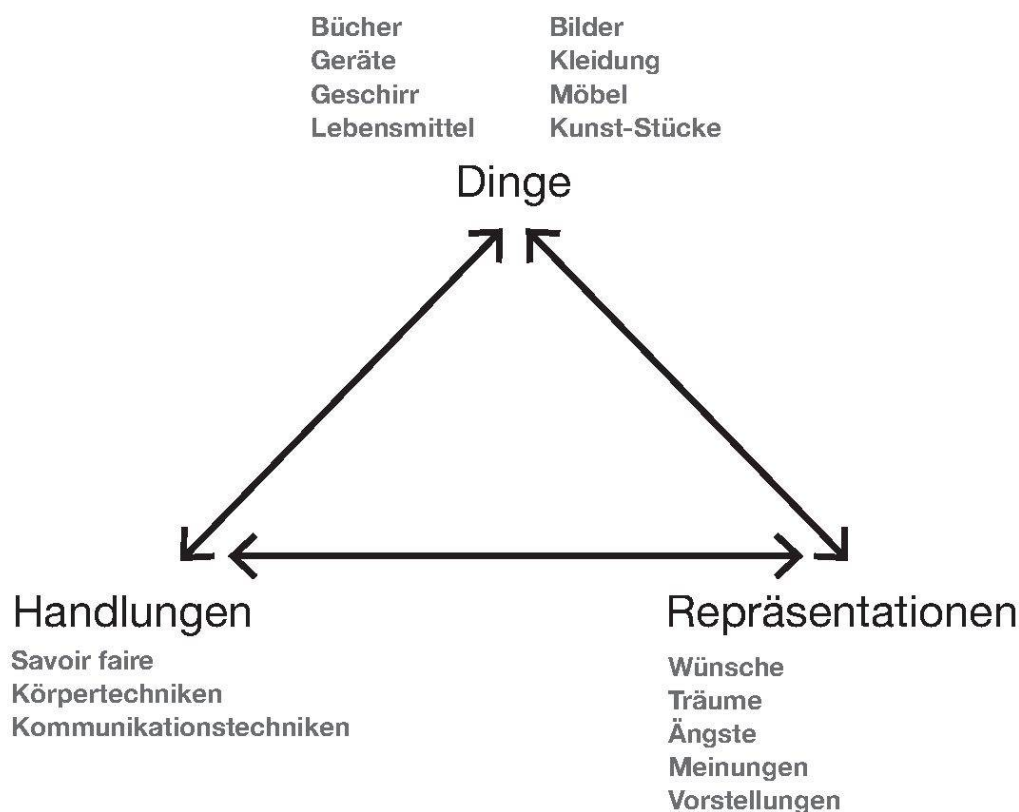 Bücher
Geräte
Geschirr
Lebensmittel
Bilder
Kleidung
Möbel
Kunst-Stücke
Dinge
Handlungen
Savoir faire
Körpertechniken
Kommunikationstechniken
Repräsentationen
Wünsche
Träume
Ängste
Meinungen
Vorstellungen